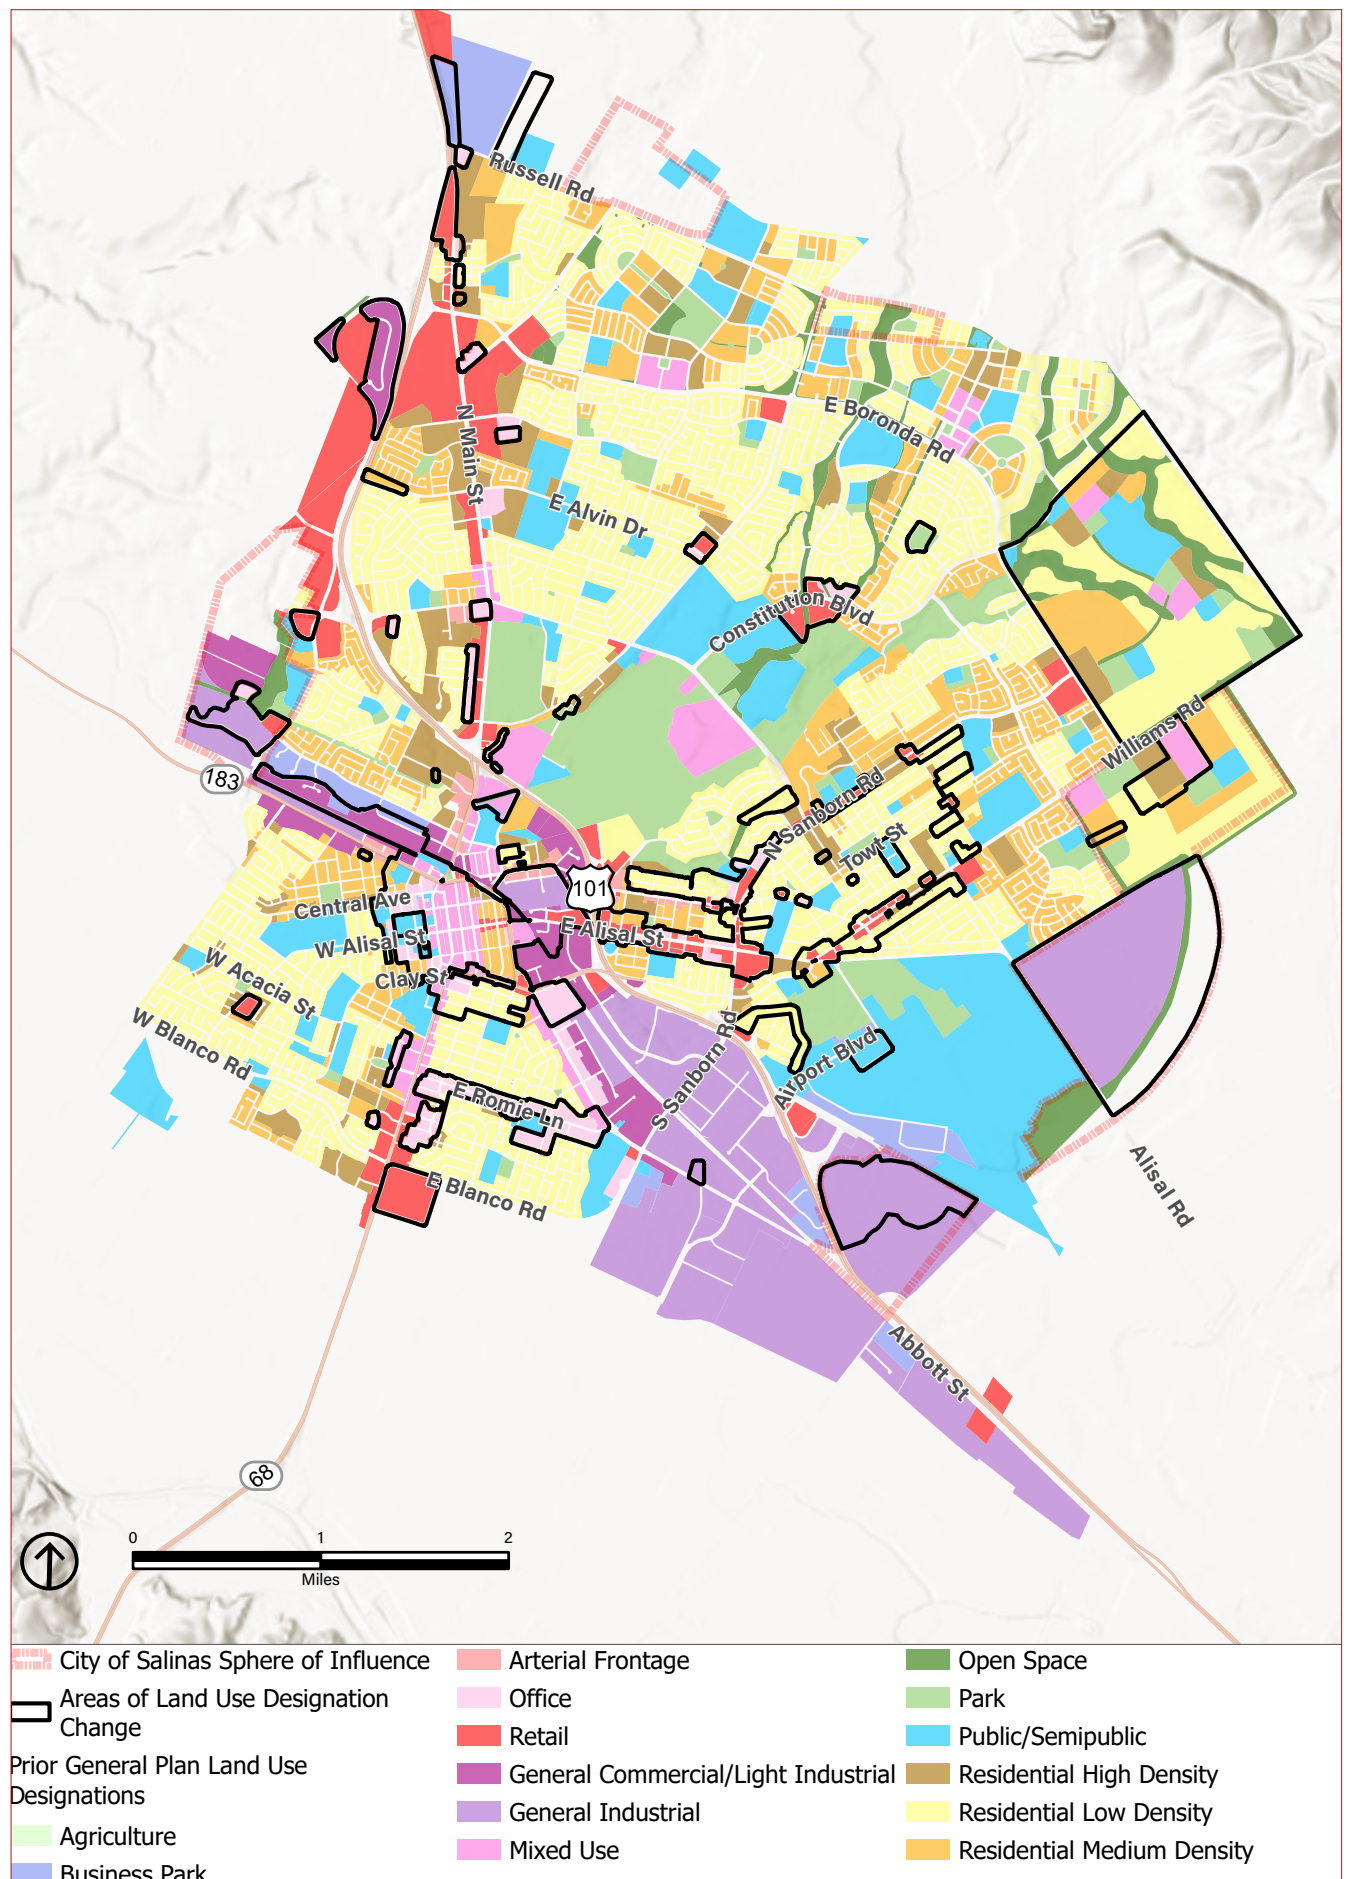 Russell Rd
N Main St
E Boronda Rd
E Alvin Dr
Constitution Blvd
Williams Rd
183
N Sanborn Rd
Towt St
101
Central Ave
W Alisal St
E Alisal St
Clay St
W Acacia St
W Blanco Rd
S Sanborn Rd
Airport Blvd
E Romie Ln
E Blanco Rd
Alisal Rd
Abbott St
68
0 1 2
Miles
City of Salinas Sphere of Influence
Areas of Land Use Designation
Change
Prior General Plan Land Use
Designations
Agriculture
Business Park
Arterial Frontage
Office
Retail
General Commercial/Light Industrial
General Industrial
Mixed Use
Open Space
Park
Public/Semipublic
Residential High Density
Residential Low Density
Residential Medium Density